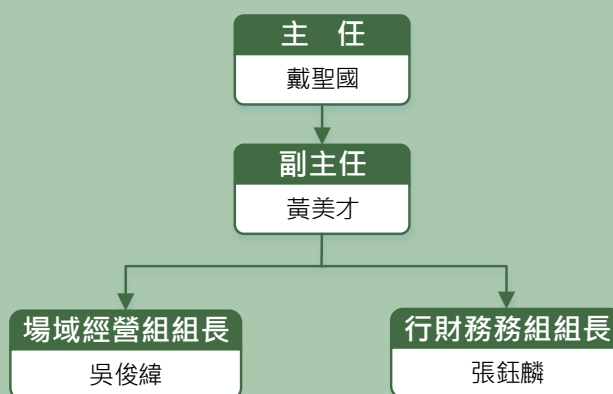 主　任
戴聖國
副主任
黃美才
場域經營組組長
吳俊緯
行財務務組組長
張鈺麟